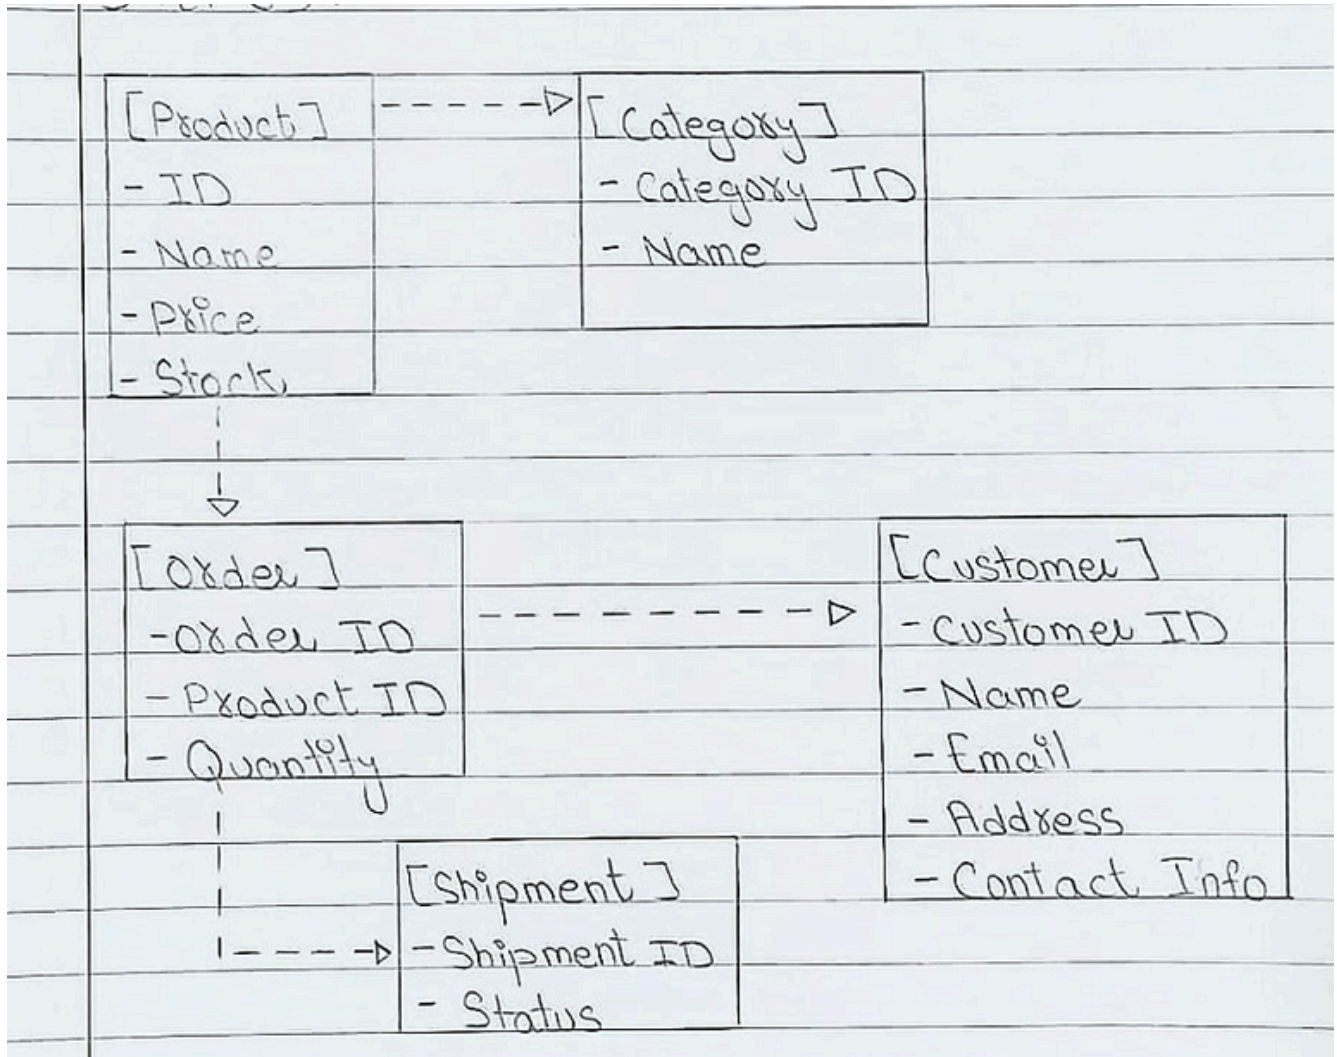 [Product]
- ID
- Name
- Price
- Stock
[Category]
- Category ID
- Name
[Order]
- Order ID
- Product ID
- Quantity
[Customer]
- Customer ID
- Name
- Email
- Address
- Contact Info
[Shipment]
- Shipment ID
- Status